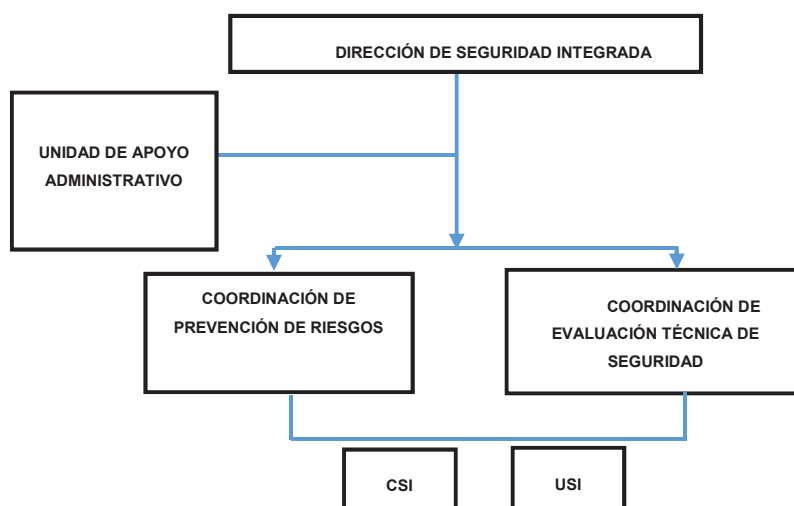 DIRECCIÓN DE SEGURIDAD INTEGRADA
UNIDAD DE APOYO
ADMINISTRATIVO
COORDINACIÓN DE
PREVENCIÓN DE RIESGOS
COORDINACIÓN DE
EVALUACIÓN TÉCNICA DE
SEGURIDAD
CSI
USI